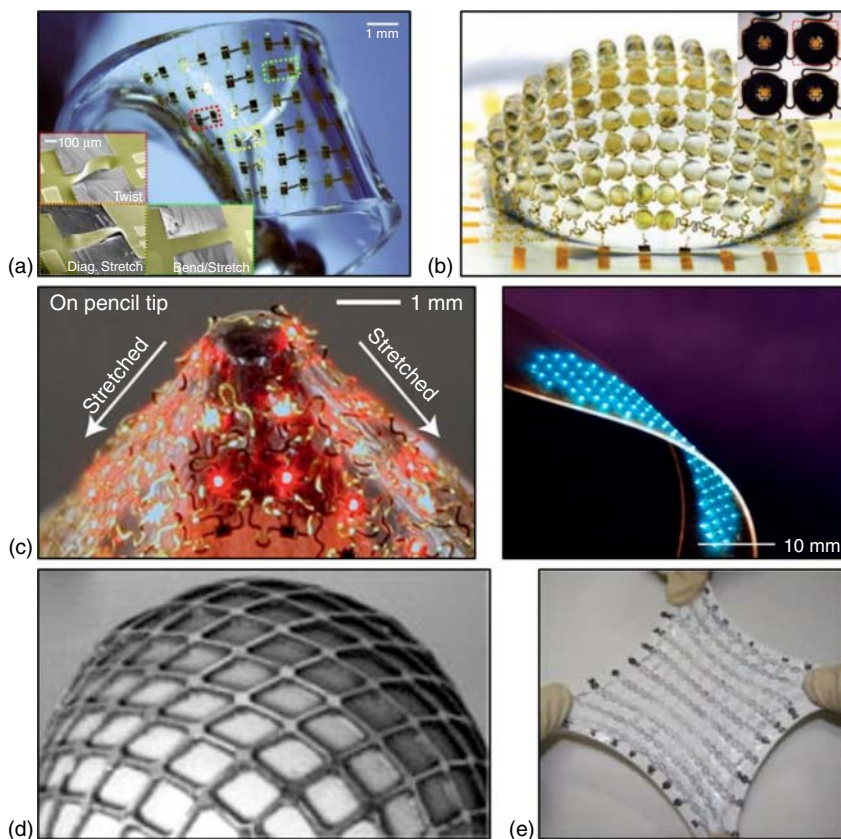 1 mm
100 μm
Twist
Diag. Stretch
Bend/Stretch
(a)
(b)
On pencil tip
1 mm
Stretched
Stretched
(c)
10 mm
(d)
(e)